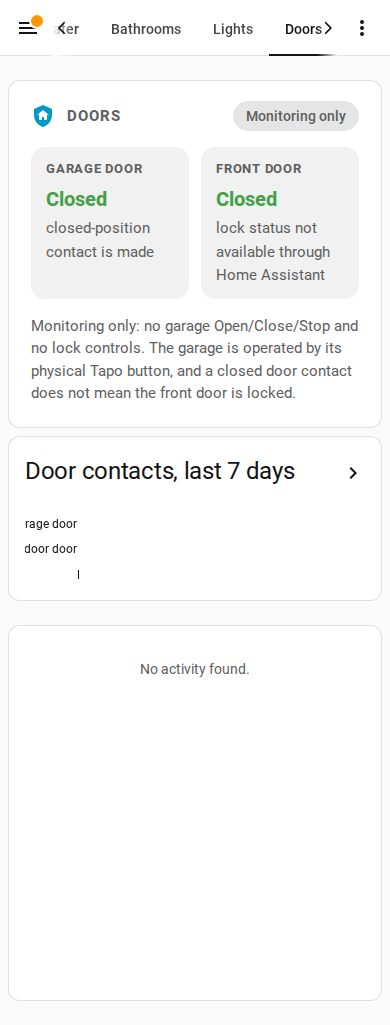 ter Bathrooms Lights Doors
DOORS Monitoring only
GARAGE DOOR
Closed
closed-position
contact is made
FRONT DOOR
Closed
lock status not
available through
Home Assistant
Monitoring only: no garage Open/Close/Stop and
no lock controls. The garage is operated by its
physical Tapo button, and a closed door contact
does not mean the front door is locked.
Door contacts, last 7 days
rage door
door door
No activity found.